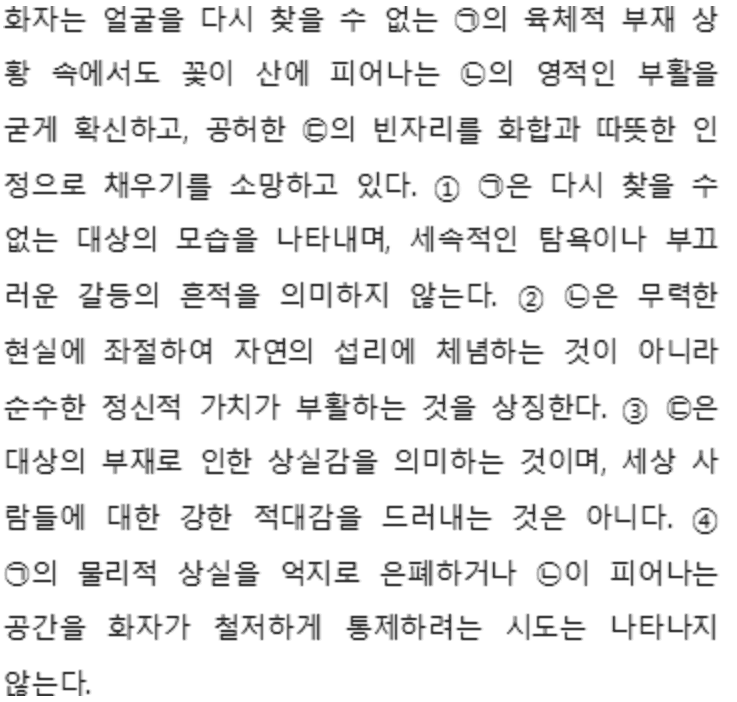 화자는 얼굴을 다시 찾을 수 없는 ㉠의 육체적 부재 상
황 속에서도 꽃이 산에 피어나는 ㉡의 영적인 부활을
굳게 확신하고, 공허한 ㉢의 빈자리를 화합과 따뜻한 인
정으로 채우기를 소망하고 있다. ① ㉠은 다시 찾을 수
없는 대상의 모습을 나타내며, 세속적인 탐욕이나 부끄
러운 갈등의 흔적을 의미하지 않는다. ② ㉡은 무력한
현실에 좌절하여 자연의 섭리에 체념하는 것이 아니라
순수한 정신적 가치가 부활하는 것을 상징한다. ③ ㉢은
대상의 부재로 인한 상실감을 의미하는 것이며, 세상 사
람들에 대한 강한 적대감을 드러내는 것은 아니다. ④
㉠의 물리적 상실을 억지로 은폐하거나 ㉡이 피어나는
공간을 화자가 철저하게 통제하려는 시도는 나타나지
않는다.